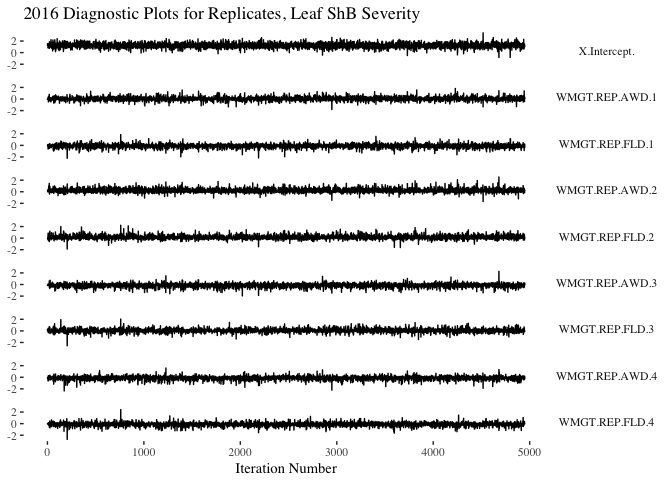 2016 Diagnostic Plots for Replicates, Leaf ShB Severity
2
0
-2
X.Intercept.
2
0
-2
WMGT.REP.AWD.1
2
0
-2
WMGT.REP.FLD.1
2
0
-2
WMGT.REP.AWD.2
2
0
-2
WMGT.REP.FLD.2
2
0
-2
WMGT.REP.AWD.3
2
0
-2
WMGT.REP.FLD.3
2
0
-2
WMGT.REP.AWD.4
2
0
-2
WMGT.REP.FLD.4
0 1000 2000 3000 4000 5000
Iteration Number